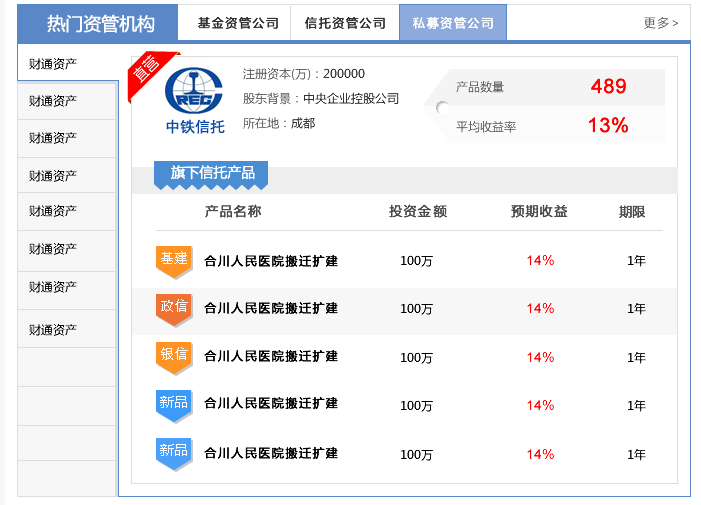 热门资管机构
基金资管公司 信托资管公司 私募资管公司 更多 >
财通资产
财通资产
财通资产
财通资产
财通资产
财通资产
财通资产
财通资产
直营
CREC
中铁信托
注册资本(万)：200000
股东背景：中央企业控股公司
所在地：成都
产品数量 489
平均收益率 13%
旗下信托产品
产品名称 投资金额 预期收益 期限
基建 合川人民医院搬迁扩建 100万 14% 1年
政信 合川人民医院搬迁扩建 100万 14% 1年
银信 合川人民医院搬迁扩建 100万 14% 1年
新品 合川人民医院搬迁扩建 100万 14% 1年
新品 合川人民医院搬迁扩建 100万 14% 1年